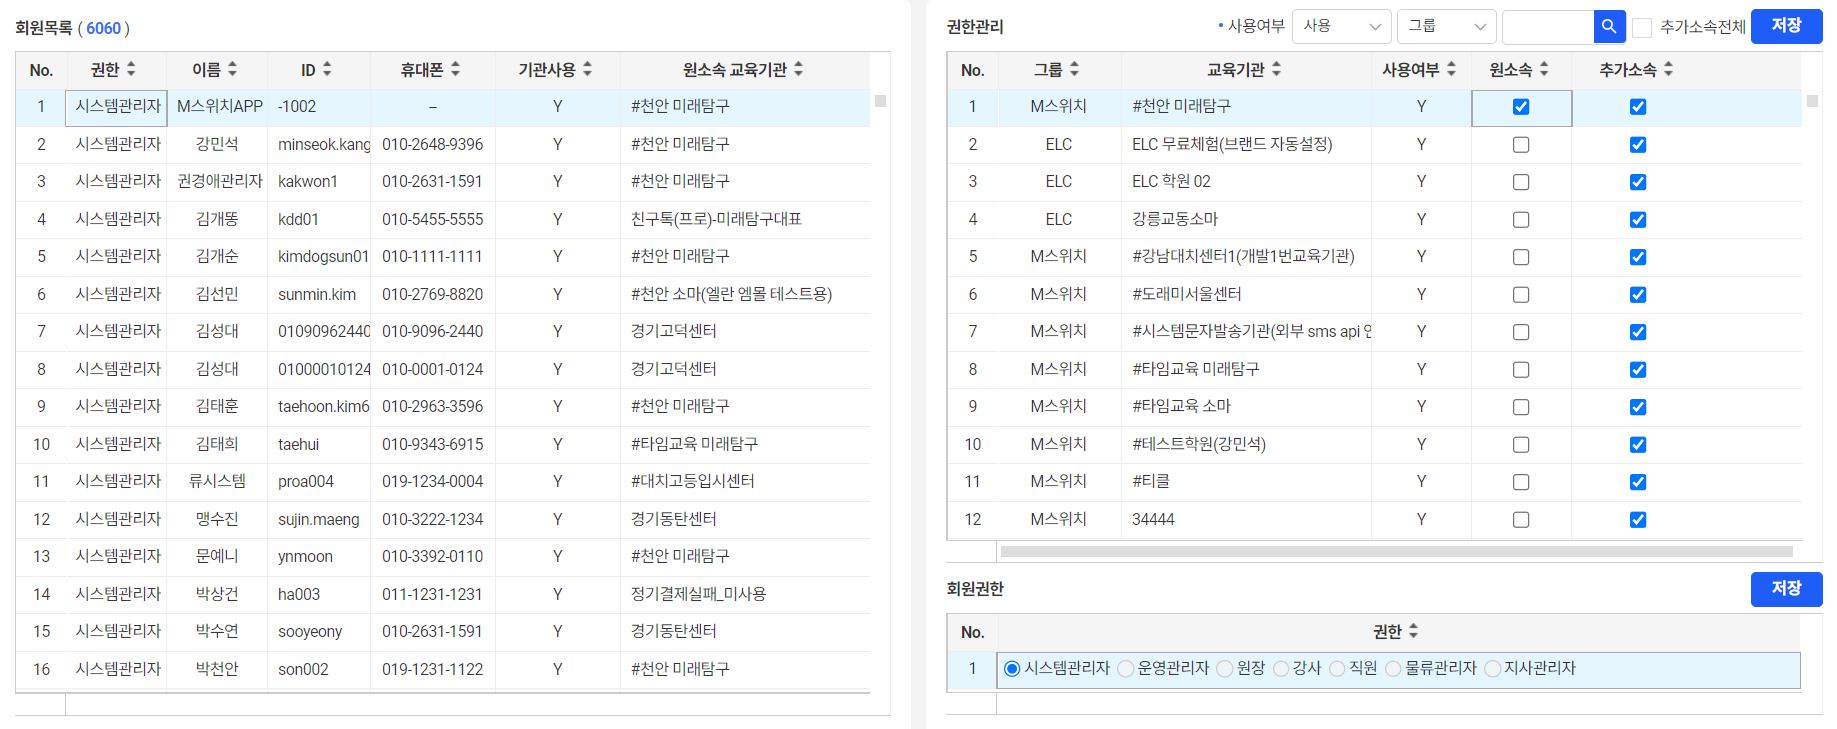 회원목록 ( 6060 )
No. 권한 이름 ID 휴대폰 기관사용 원소속 교육기관
1 시스템관리자 M스위치APP -1002 – Y #천안 미래탐구
2 시스템관리자 강민석 minseok.kang 010-2648-9396 Y #천안 미래탐구
3 시스템관리자 권경애관리자 kakwon1 010-2631-1591 Y #천안 미래탐구
4 시스템관리자 김개똥 kdd01 010-5455-5555 Y 친구톡(프로)-미래탐구대표
5 시스템관리자 김개순 kimdogsun01 010-1111-1111 Y #천안 미래탐구
6 시스템관리자 김선민 sunmin.kim 010-2769-8820 Y #천안 소마(엘란 엠몰 테스트용)
7 시스템관리자 김성대 01090962440 010-9096-2440 Y 경기고덕센터
8 시스템관리자 김성대 01000010124 010-0001-0124 Y 경기고덕센터
9 시스템관리자 김태훈 taehoon.kim6 010-2963-3596 Y #천안 미래탐구
10 시스템관리자 김태희 taehui 010-9343-6915 Y #타임교육 미래탐구
11 시스템관리자 류시스템 proa004 019-1234-0004 Y #대치고등입시센터
12 시스템관리자 맹수진 sujin.maeng 010-3222-1234 Y 경기동탄센터
13 시스템관리자 문예니 ynmoon 010-3392-0110 Y #천안 미래탐구
14 시스템관리자 박상건 ha003 011-1231-1231 Y 정기결제실패_미사용
15 시스템관리자 박수연 sooyeony 010-2631-1591 Y 경기동탄센터
16 시스템관리자 박천안 son002 019-1231-1122 Y #천안 미래탐구
권한관리 • 사용여부 사용 그룹 추가소속전체 저장
No. 그룹 교육기관 사용여부 원소속 추가소속
1 M스위치 #천안 미래탐구 Y
2 ELC ELC 무료체험(브랜드 자동설정) Y
3 ELC ELC 학원 02 Y
4 ELC 강릉교동소마 Y
5 M스위치 #강남대치센터1(개발1번교육기관) Y
6 M스위치 #도래미서울센터 Y
7 M스위치 #시스템문자발송기관(외부 sms api Y
8 M스위치 #타임교육 미래탐구 Y
9 M스위치 #타임교육 소마 Y
10 M스위치 #테스트학원(강민석) Y
11 M스위치 #티클 Y
12 M스위치 34444 Y
회원권한 저장
No. 권한
1 시스템관리자 운영관리자 원장 강사 직원 물류관리자 지사관리자